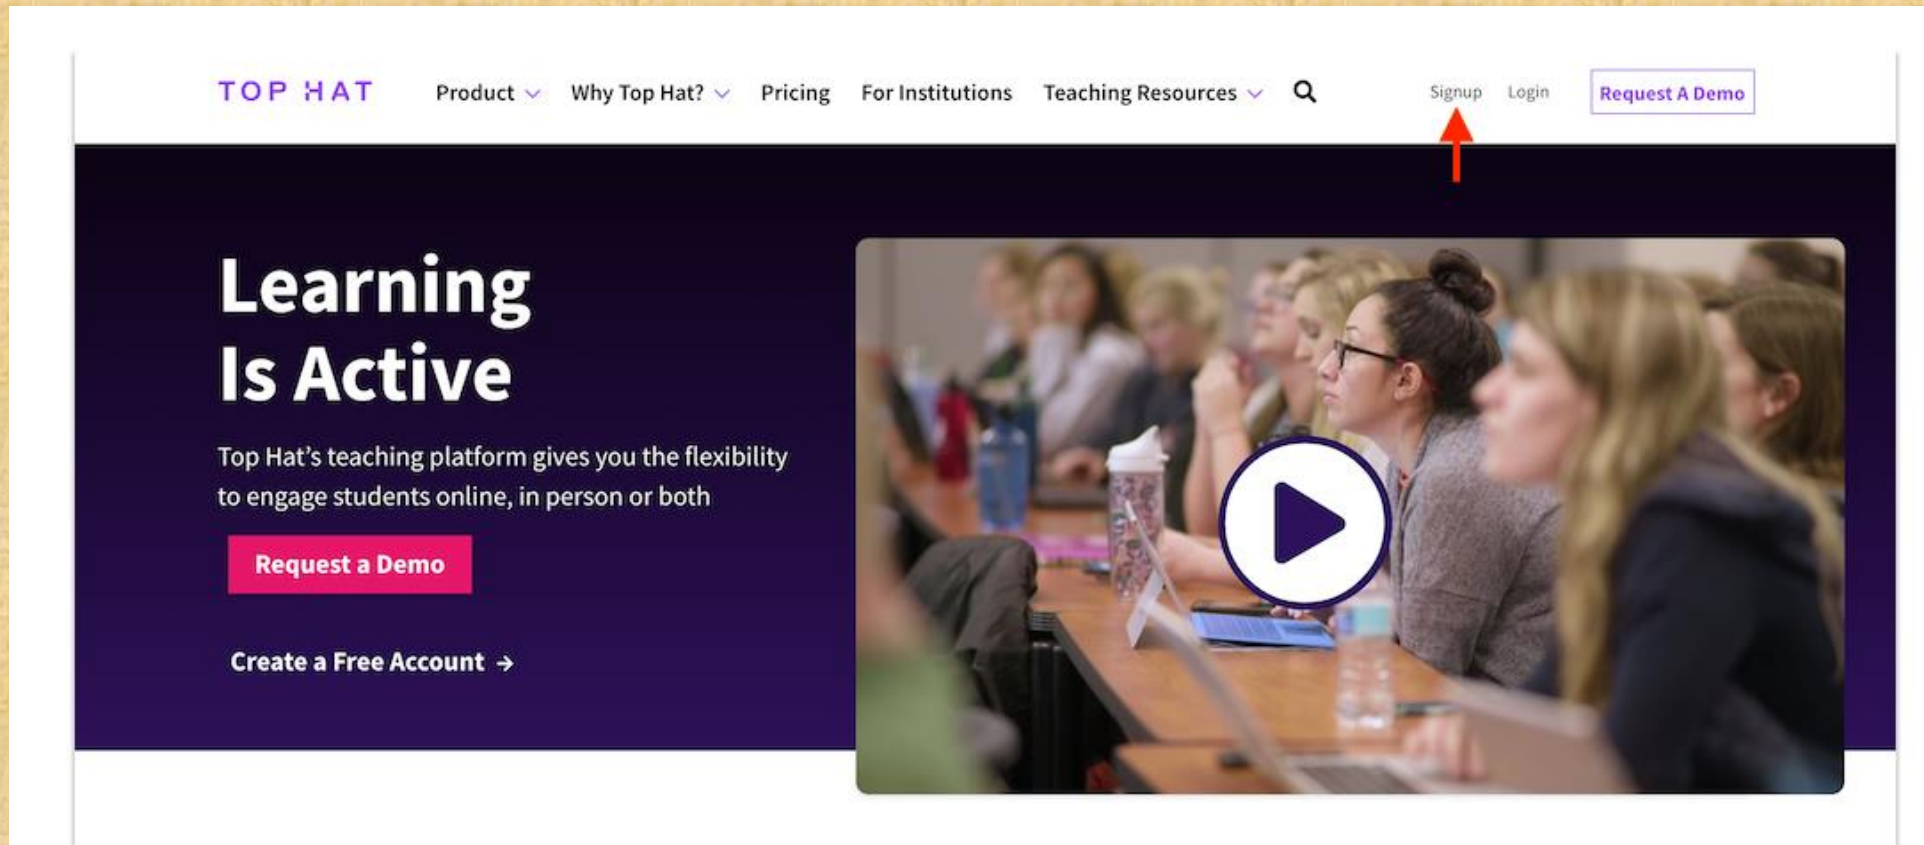 TOP HAT Product Why Top Hat? Pricing For Institutions Teaching Resources Signup Login Request A Demo
Learning
Is Active
Top Hat's teaching platform gives you the flexibility
to engage students online, in person or both
Request a Demo
Create a Free Account →